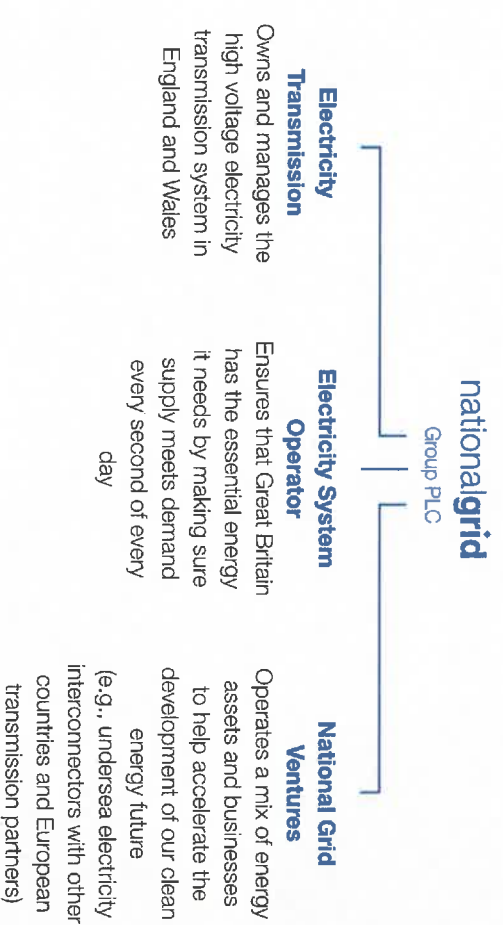 nationalgrid
Group PLC
Electricity
Transmission
Owns and manages the
high voltage electricity
transmission system in
England and Wales
Electricity System
Operator
Ensures that Great Britain
has the essential energy
it needs by making sure
supply meets demand
every second of every
day
National Grid
Ventures
Operates a mix of energy
assets and businesses
to help accelerate the
development of our clean
energy future
(e.g., undersea electricity
interconnectors with other
countries and European
transmission partners)